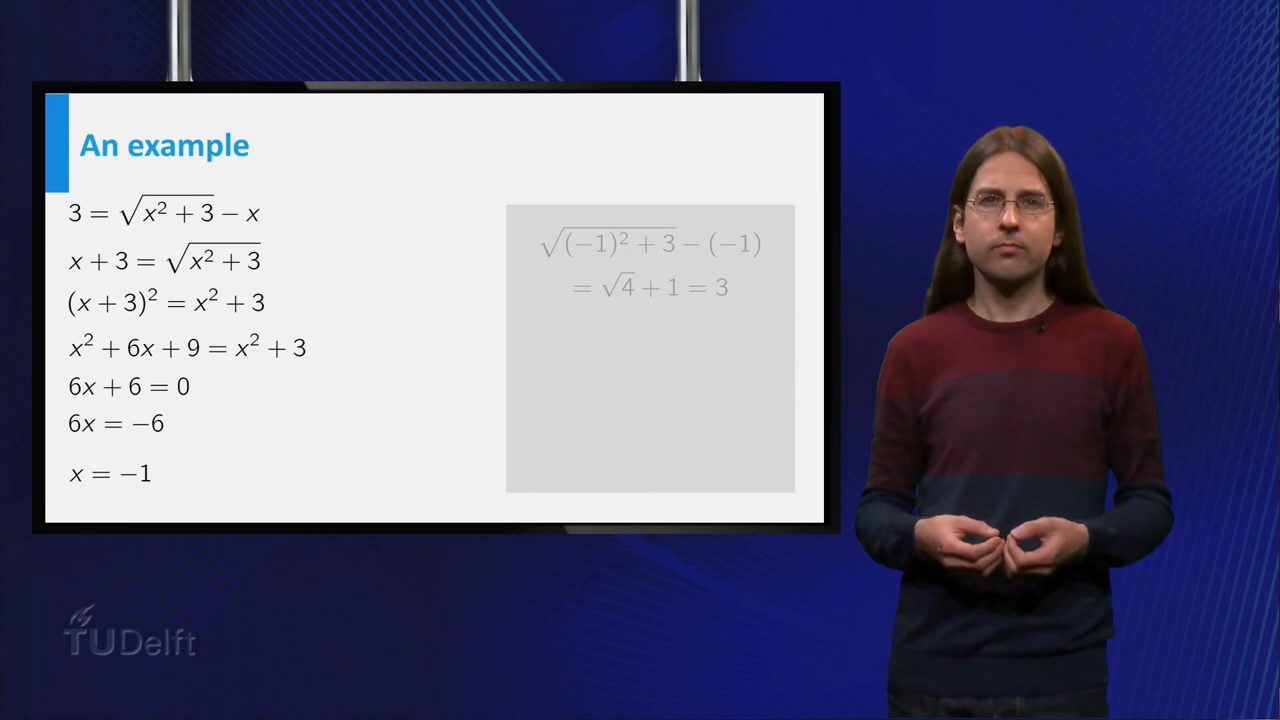 An example
3 = √(x² + 3) − x
x + 3 = √(x² + 3)
(x + 3)² = x² + 3
x² + 6x + 9 = x² + 3
6x + 6 = 0
6x = −6
x = −1
√((−1)² + 3) − (−1)
= √4 + 1 = 3
TUDelft